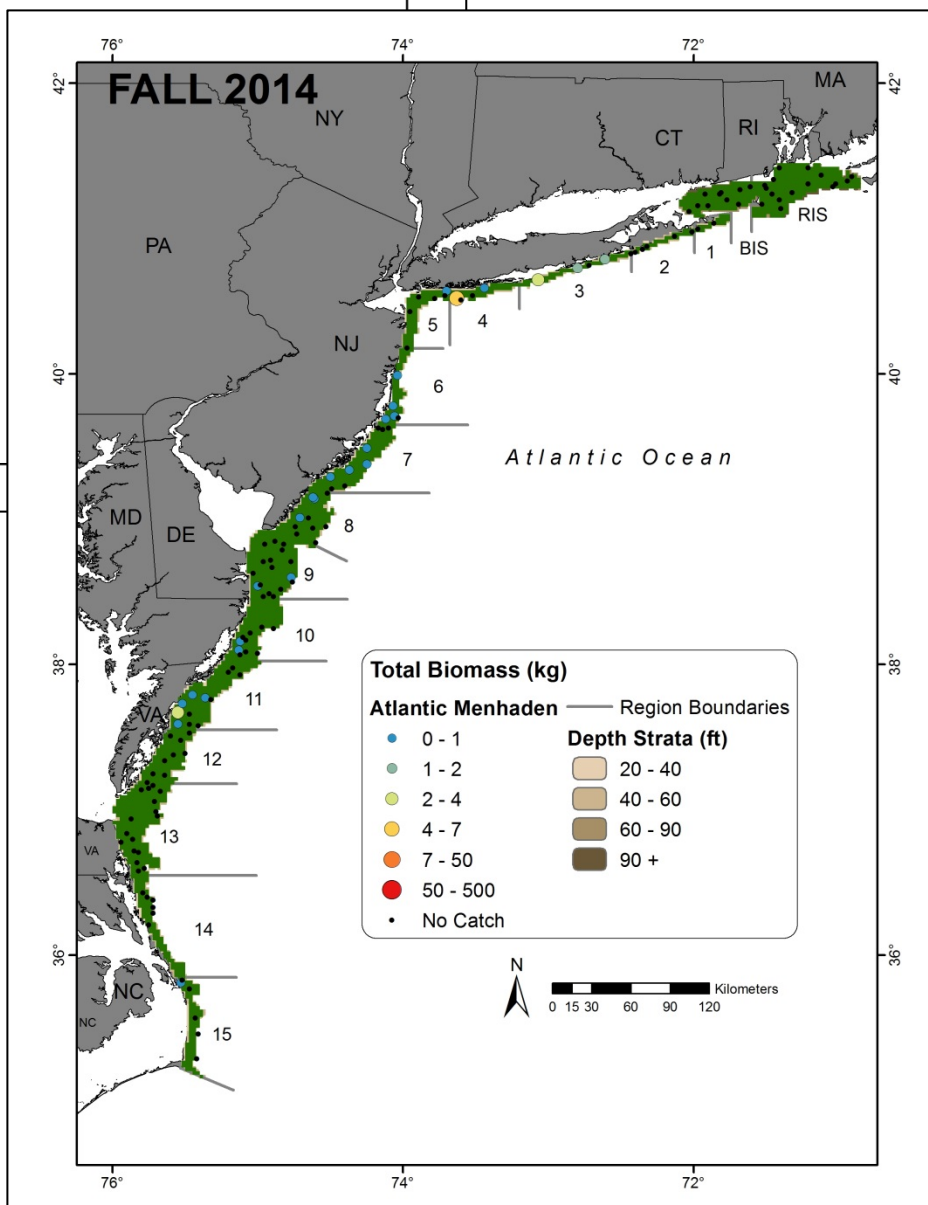 76°
74°
72°
FALL 2014
42°
42°
MA
NY
CT
RI
RIS
BIS
PA
1
2
3
4
5
NJ
40°
40°
6
7
Atlantic Ocean
MD
DE
8
9
10
38°
38°
11
VA
12
13
VA
14
36°
36°
NC
NC
15
Total Biomass (kg)
Atlantic Menhaden
0 - 1
1 - 2
2 - 4
4 - 7
7 - 50
50 - 500
No Catch
Region Boundaries
Depth Strata (ft)
20 - 40
40 - 60
60 - 90
90 +
N
Kilometers
0 15 30 60 90 120
76°
74°
72°